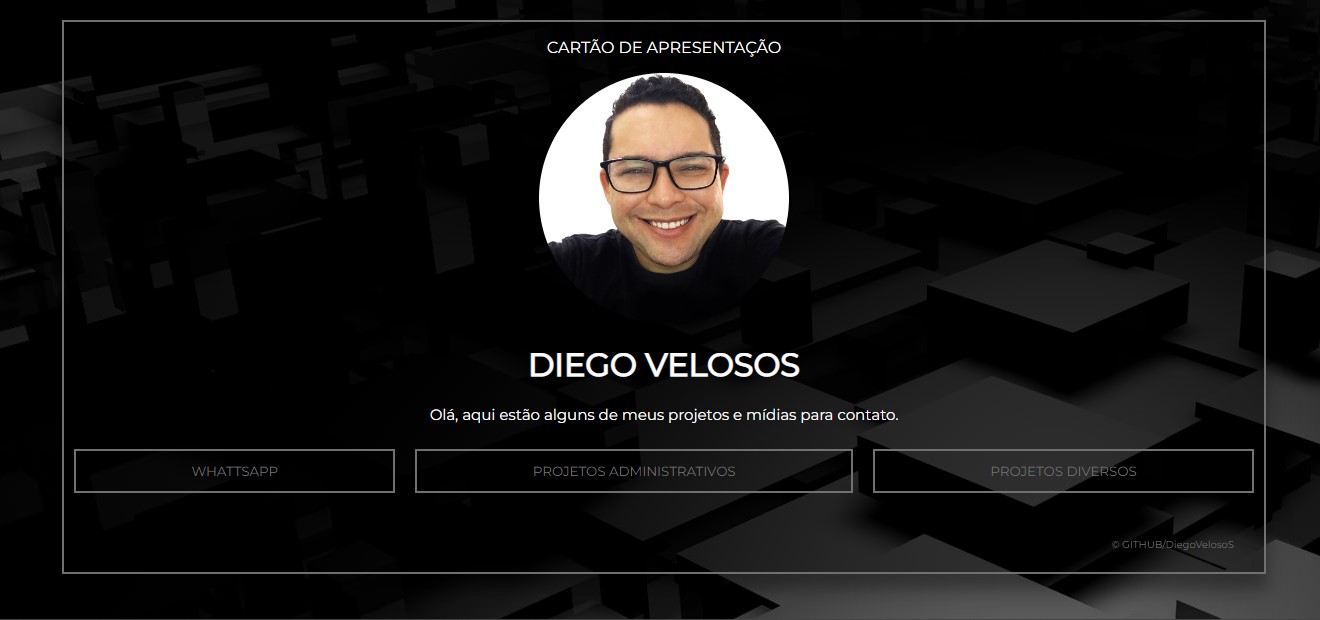 CARTÃO DE APRESENTAÇÃO
DIEGO VELOSOS
Olá, aqui estão alguns de meus projetos e mídias para contato.
WHATTSAPP
PROJETOS ADMINISTRATIVOS
PROJETOS DIVERSOS
© GITHUB/DiegoVelosoS